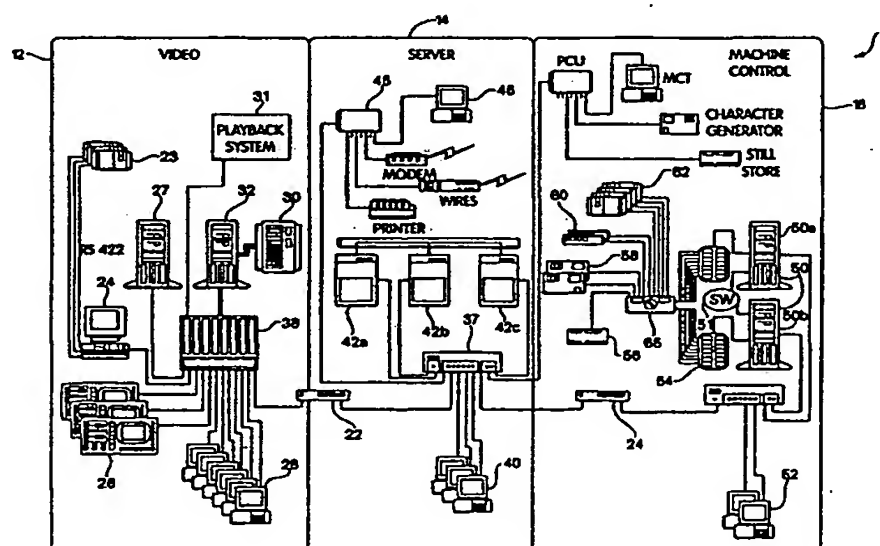 14
12
VIDEO
SERVER
MACHINE CONTROL
16
31
PLAYBACK SYSTEM
23
27
32
30
RS 422
24
38
26
28
45
46
MODEM
WIRES
PRINTER
42a
42b
42c
37
22
40
PCU
MCT
CHARACTER GENERATOR
STILL STORE
62
60
58
56
65
SW
51
54
50a
50
50b
24
52